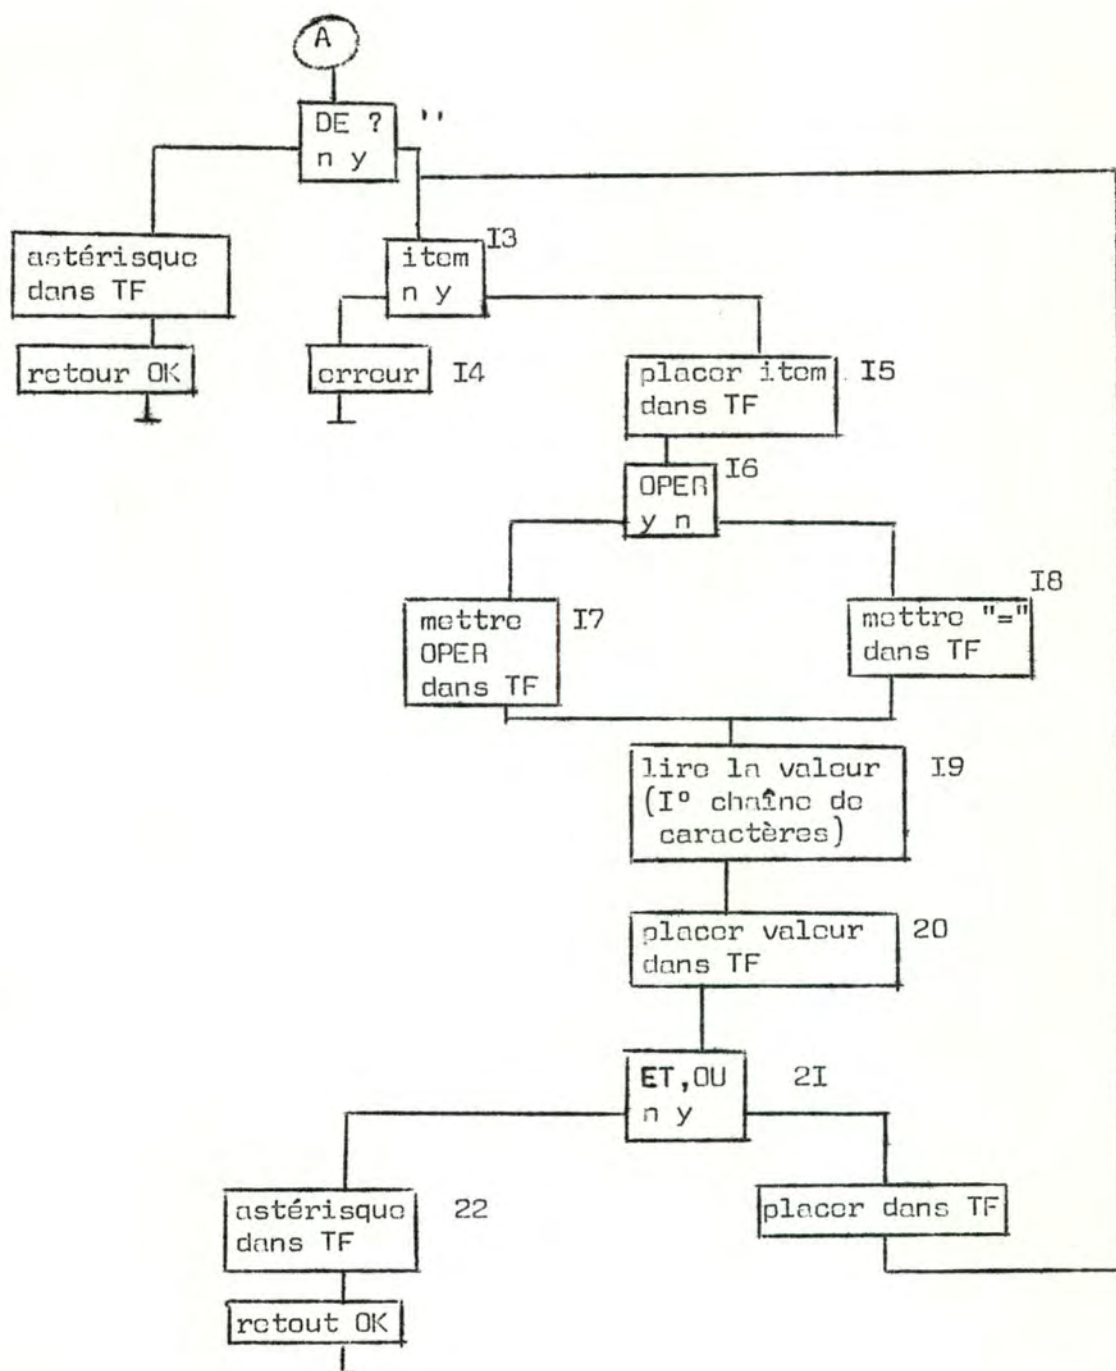 A
DE ? ''
n y
astérisque
dans TF
retour OK
item I3
n y
erreur I4
placer item I5
dans TF
OPER I6
y n
mettre I7
OPER
dans TF
I8
mettre "="
dans TF
lire la valeur I9
(I° chaîne de
caractères)
placer valeur 20
dans TF
ET,OU 2I
n y
astérisque 22
dans TF
retout OK
placer dans TF